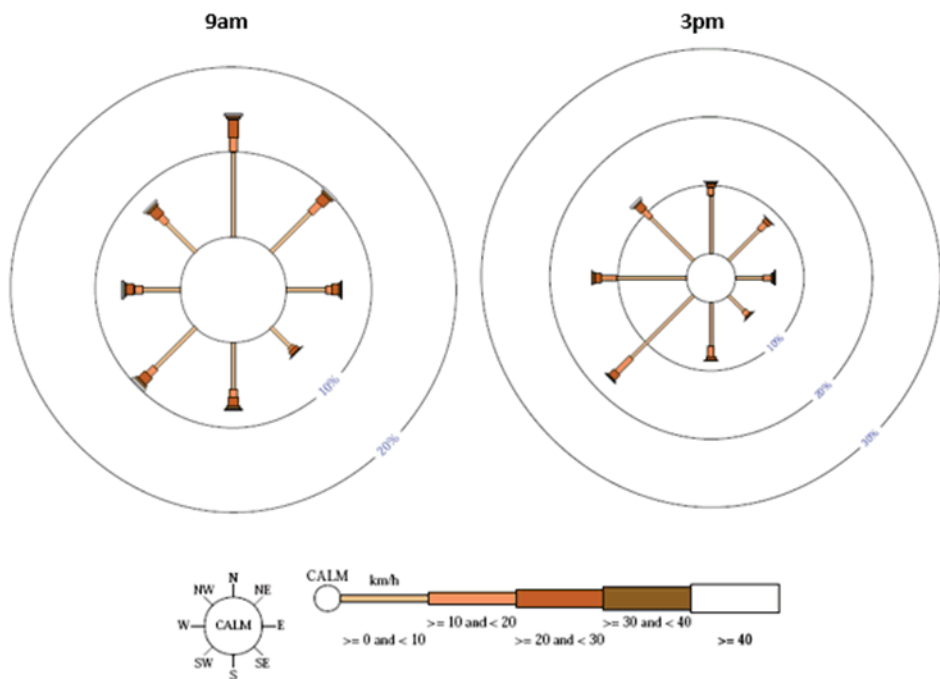 9am
3pm
10%
20%
10%
20%
30%
N
NW
NE
W
CALM
E
SW
SE
S
CALM
km/h
>= 0 and < 10
>= 10 and < 20
>= 20 and < 30
>= 30 and < 40
>= 40